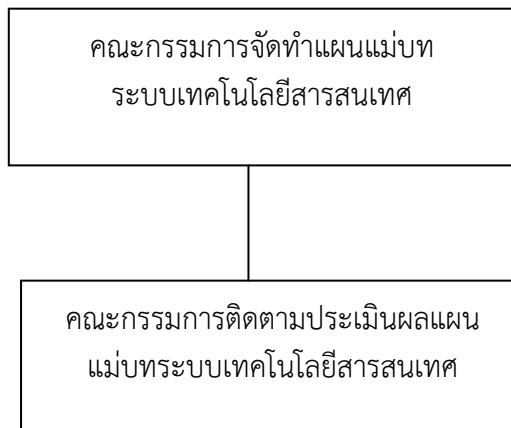 คณะกรรมการจัดทำแผนแม่บท
ระบบเทคโนโลยีสารสนเทศ
คณะกรรมการติดตามประเมินผลแผน
แม่บทระบบเทคโนโลยีสารสนเทศ